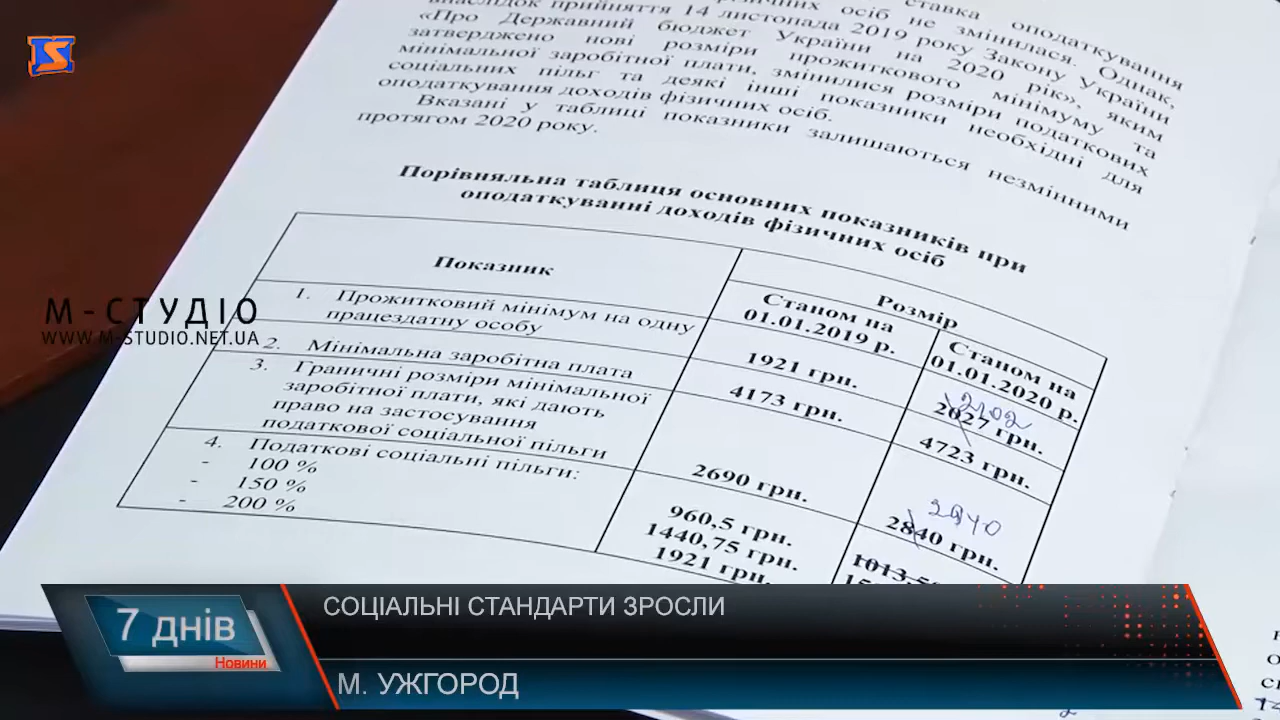 фізичних осіб не змінилася. Однак,
ставка оподаткування
внаслідок прийняття 14 листопада 2019 року Закону України
«Про Державний бюджет України на 2020 рік», яким
затверджено нові розміри прожиткового мінімуму та
мінімальної заробітної плати, змінилися розміри податкових
соціальних пільг та деякі інші показники необхідні для
оподаткування доходів фізичних осіб.
Вказані у таблиці показники залишаються незмінними
протягом 2020 року.
Порівняльна таблиця основних показників при
оподаткуванні доходів фізичних осіб
Показник
Розмір
Станом на
01.01.2019 р.
Станом на
01.01.2020 р.
1. Прожитковий мінімум на одну
працездатну особу
1921 грн.
2102
2027 грн.
2. Мінімальна заробітна плата
4173 грн.
4723 грн.
3. Граничні розміри мінімальної
заробітної плати, які дають
право на застосування
податкової соціальної пільги
2690 грн.
2940
2840 грн.
4. Податкові соціальні пільги:
- 100 %
- 150 %
- 200 %
960,5 грн.
1440,75 грн.
1921 грн.
М-СТУДІО
WWW.M-STUDIO.NET.UA
7 днів
Новини
СОЦІАЛЬНІ СТАНДАРТИ ЗРОСЛИ
М. УЖГОРОД